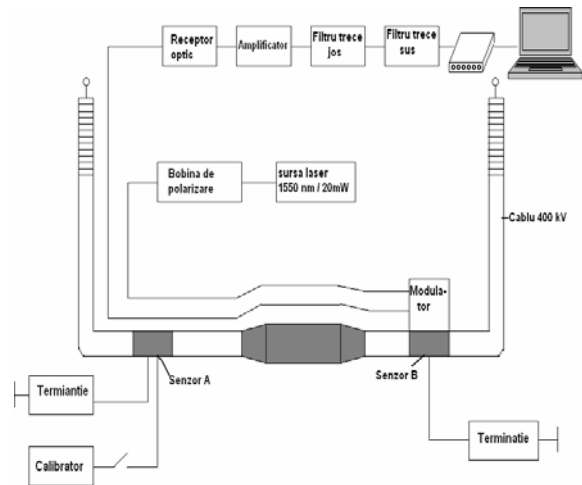 Receptor
optic
Amplificator
Filtru trece
jos
Filtru trece
sus
Bobina de
polarizare
sursa laser
1550 nm / 20mW
Cablu 400 kV
Modula-
tor
Senzor A
Senzor B
Termiantie
Terminatie
Calibrator